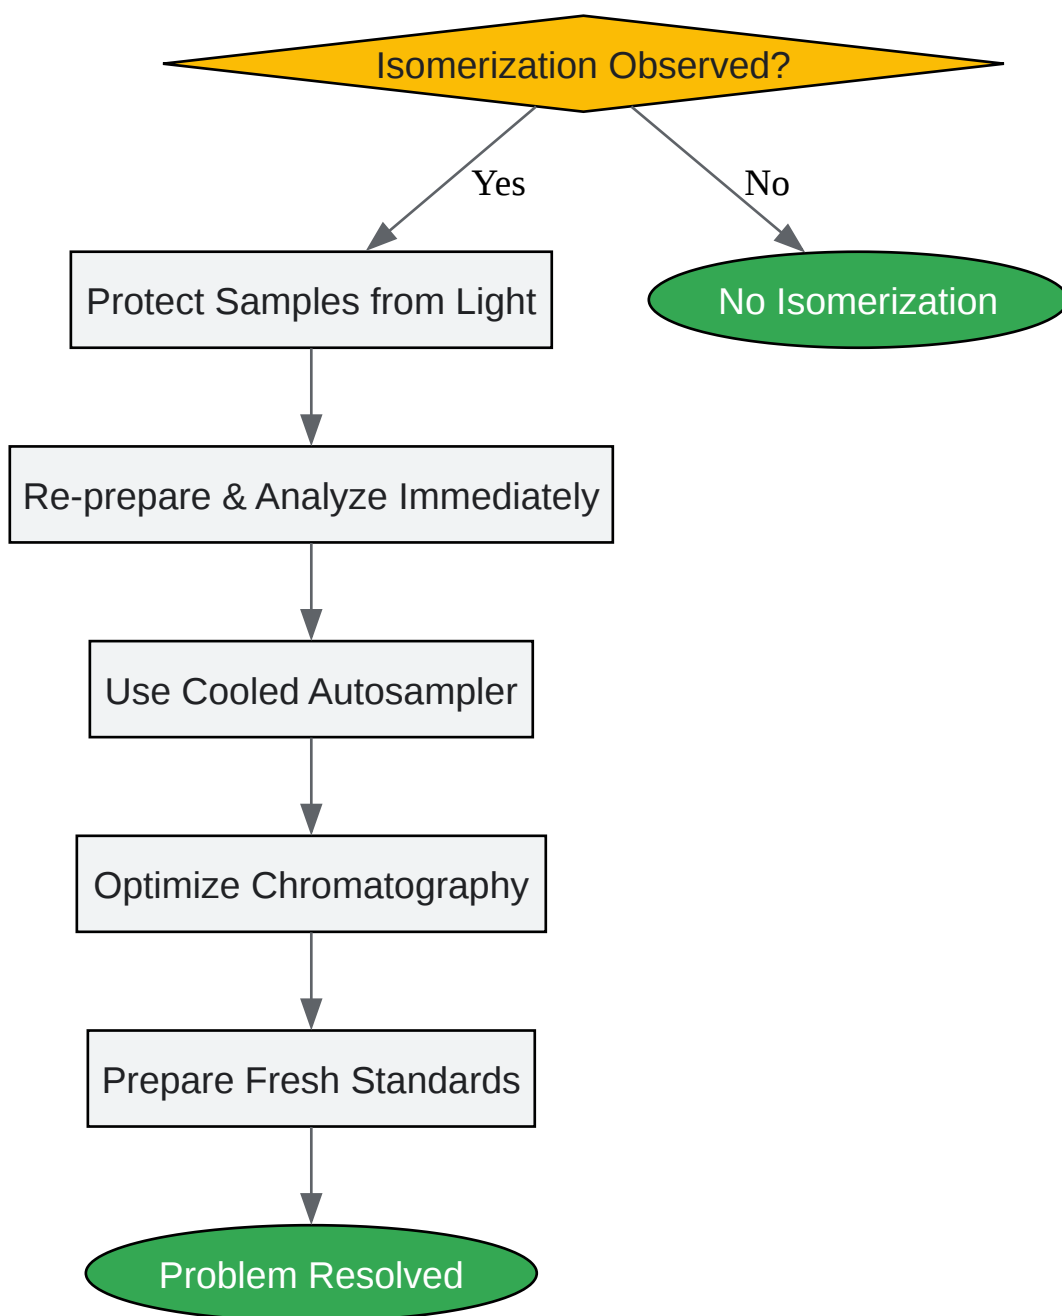 Isomerization Observed?
Yes
No
Protect Samples from Light
No Isomerization
Re-prepare & Analyze Immediately
Use Cooled Autosampler
Optimize Chromatography
Prepare Fresh Standards
Problem Resolved